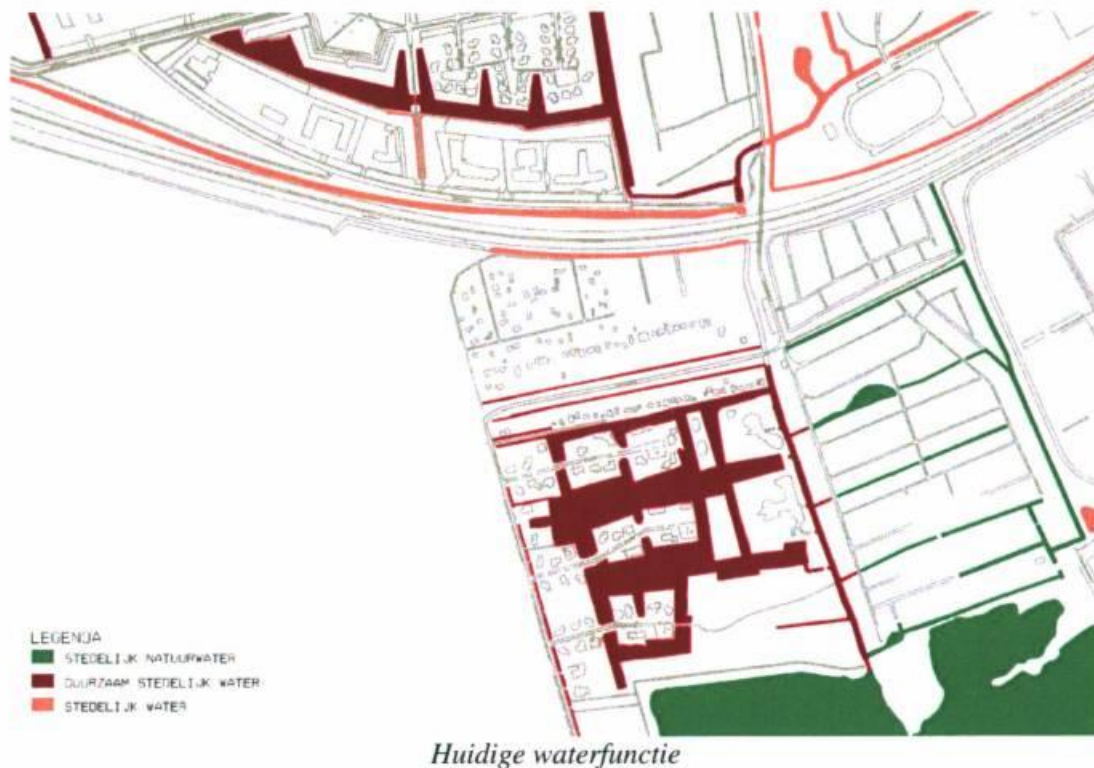 LEGENDA
STEDELIJK NATUURWATER
DUURZAAM STEDELIJK WATER
STEDELIJK WATER
Huidige waterfunctie